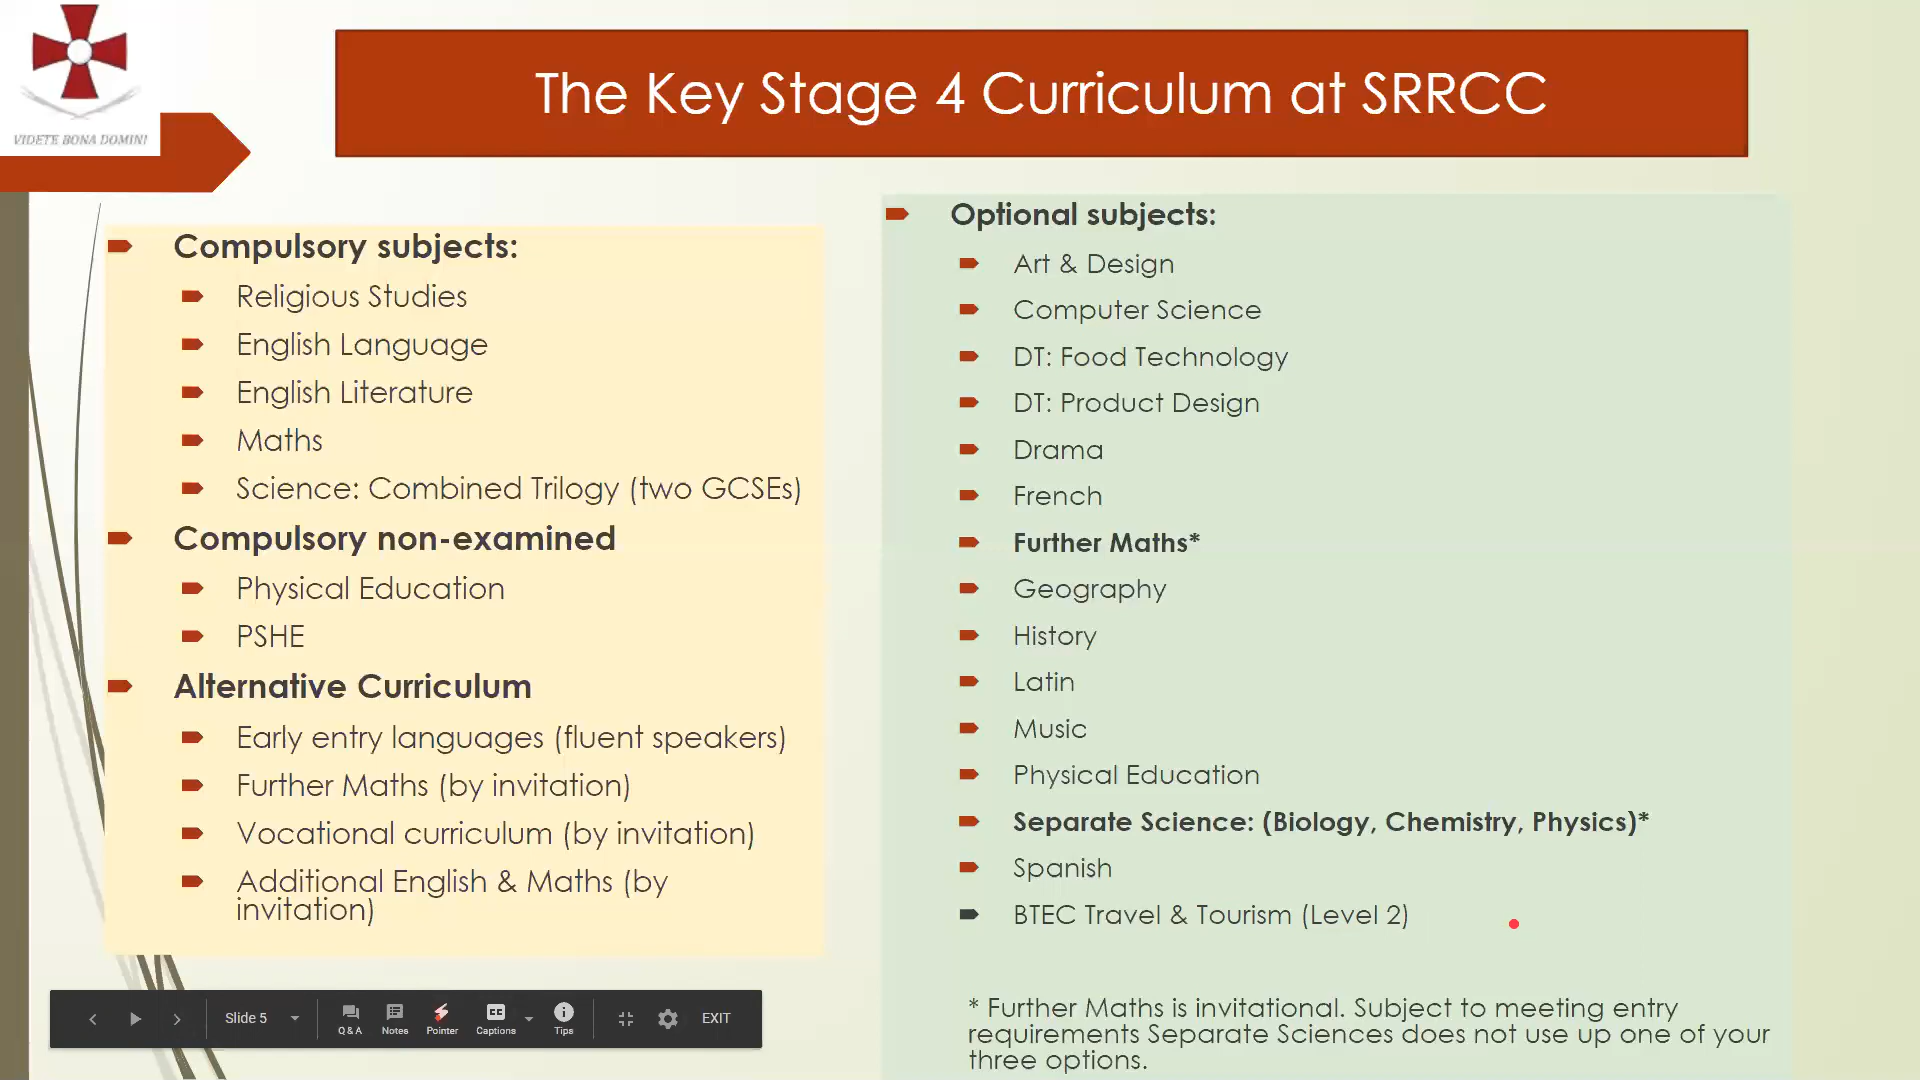 The Key Stage 4 Curriculum at SRRCC
VIDETE BONA DOMINI
Compulsory subjects:
Religious Studies
English Language
English Literature
Maths
Science: Combined Trilogy (two GCSEs)
Compulsory non-examined
Physical Education
PSHE
Alternative Curriculum
Early entry languages (fluent speakers)
Further Maths (by invitation)
Vocational curriculum (by invitation)
Additional English & Maths (by
invitation)
Optional subjects:
Art & Design
Computer Science
DT: Food Technology
DT: Product Design
Drama
French
Further Maths*
Geography
History
Latin
Music
Physical Education
Separate Science: (Biology, Chemistry, Physics)*
Spanish
BTEC Travel & Tourism (Level 2)
* Further Maths is invitational. Subject to meeting entry
requirements Separate Sciences does not use up one of your
three options.
Slide 5
Q & A
Notes
Pointer
CC
Captions
Tips
EXIT